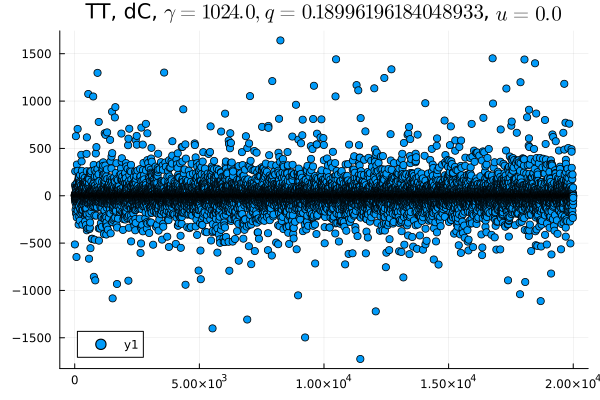 TT, dC, γ = 1024.0, q = 0.18996196184048933, u = 0.0
1500
1000
500
0
−500
−1000
−1500
y1
0 5.00×10³ 1.00×10⁴ 1.50×10⁴ 2.00×10⁴